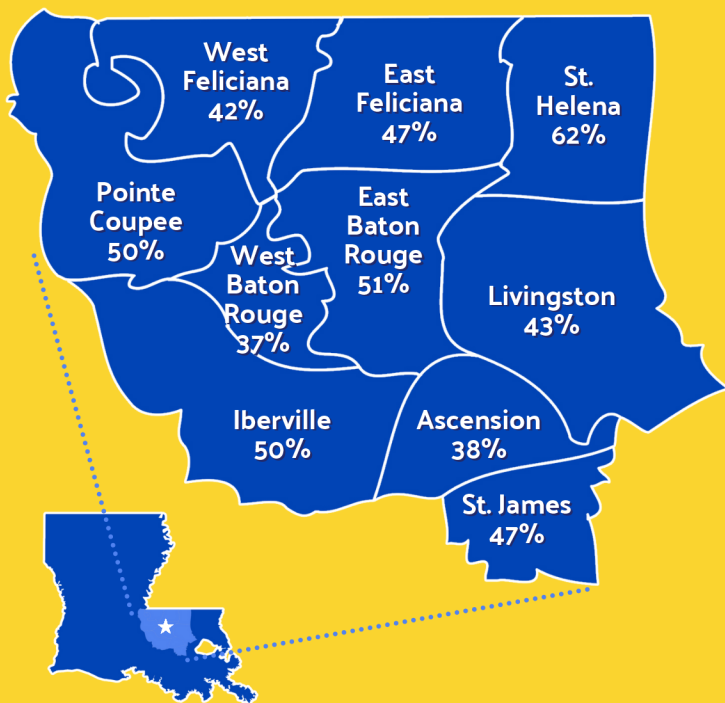 West
Feliciana
42%
East
Feliciana
47%
St.
Helena
62%
Pointe
Coupee
50%
East
Baton
Rouge
51%
West
Baton
Rouge
37%
Livingston
43%
Iberville
50%
Ascension
38%
St. James
47%